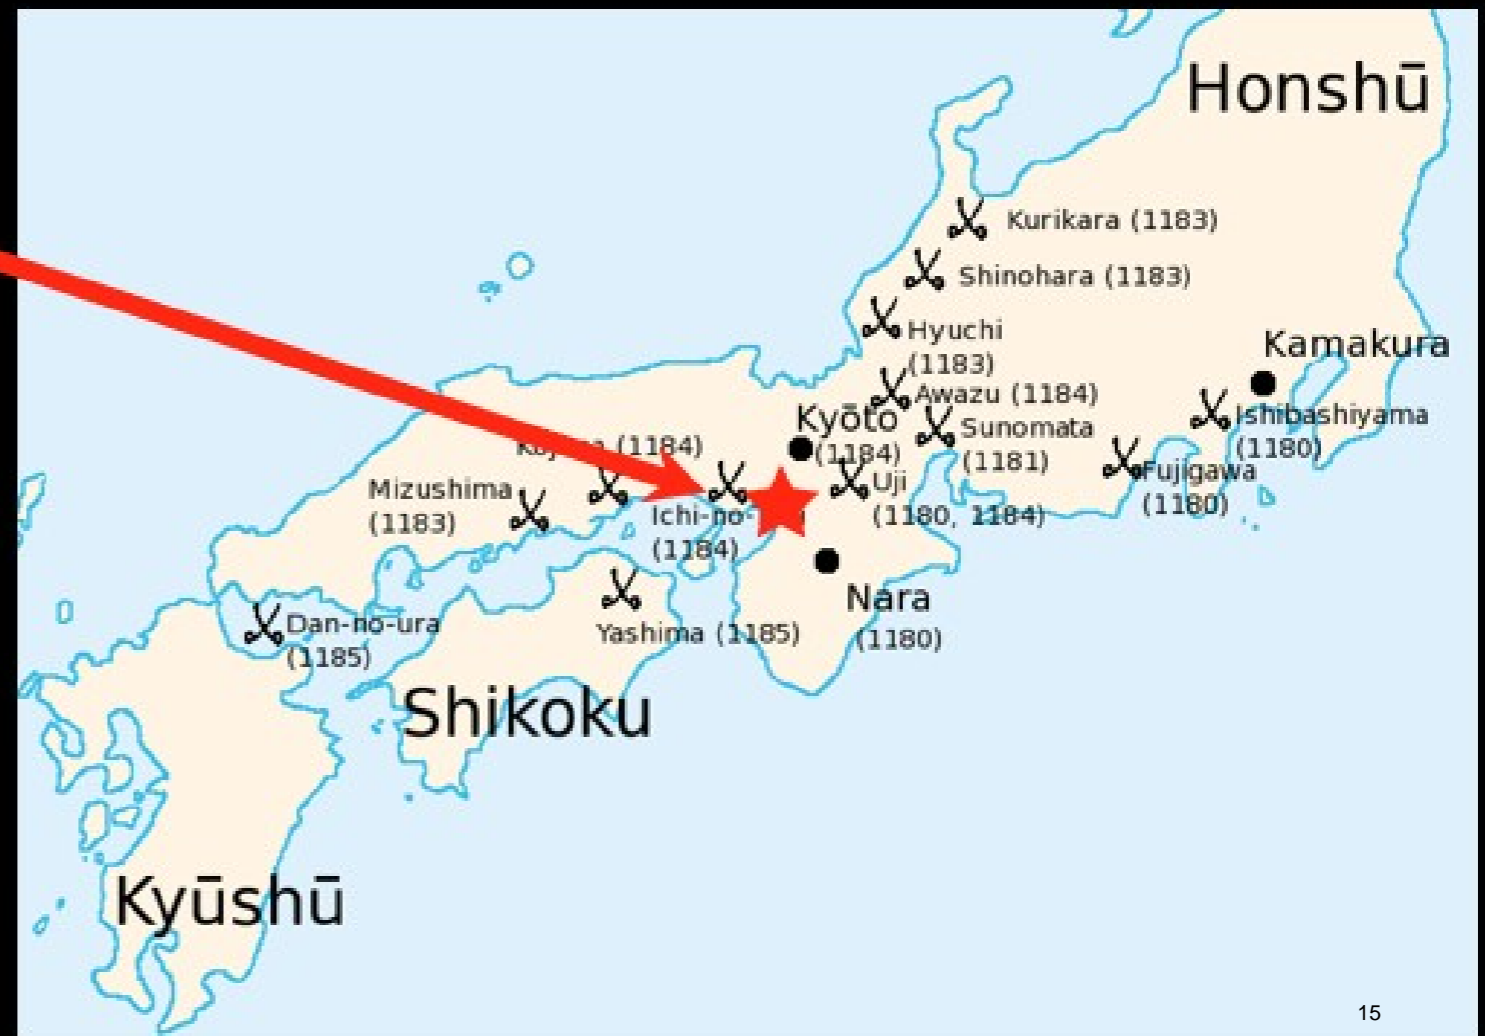 Honshū
Kurikara (1183)
Shinohara (1183)
Hyuchi
(1183)
Kamakura
Awazu (1184)
Kyōto
(1184)
Sunomata
(1181)
Ishibashiyama
(1180)
(1184)
Fujigawa
(1180)
Uji
(1180, 1184)
Mizushima
(1183)
Ichi-no-
(1184)
Nara
(1180)
Yashima (1185)
Dan-no-ura
(1185)
Shikoku
Kyūshū
15